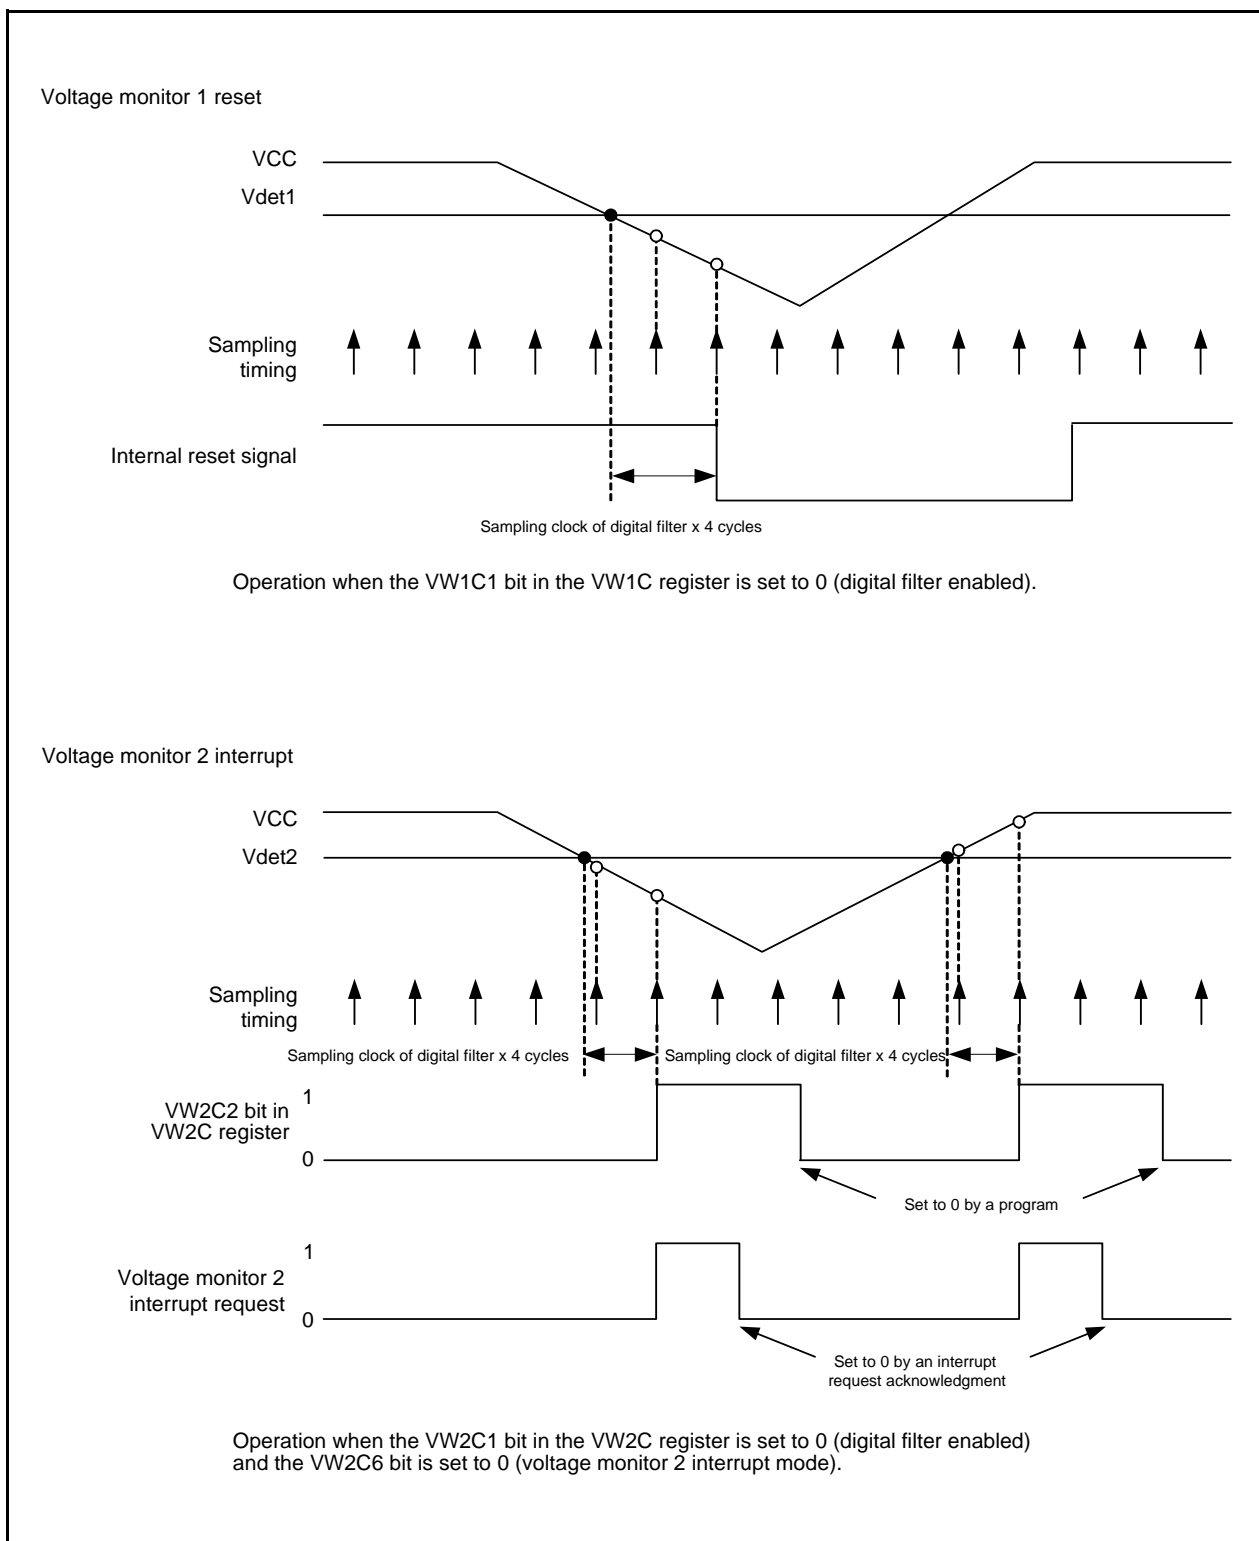 Voltage monitor 1 reset
VCC
Vdet1
Sampling
timing
Internal reset signal
Sampling clock of digital filter x 4 cycles
Operation when the VW1C1 bit in the VW1C register is set to 0 (digital filter enabled).
Voltage monitor 2 interrupt
VCC
Vdet2
Sampling
timing
Sampling clock of digital filter x 4 cycles
Sampling clock of digital filter x 4 cycles
1
VW2C2 bit in
VW2C register
0
Set to 0 by a program
1
Voltage monitor 2
interrupt request
0
Set to 0 by an interrupt
request acknowledgment
Operation when the VW2C1 bit in the VW2C register is set to 0 (digital filter enabled)
and the VW2C6 bit is set to 0 (voltage monitor 2 interrupt mode).